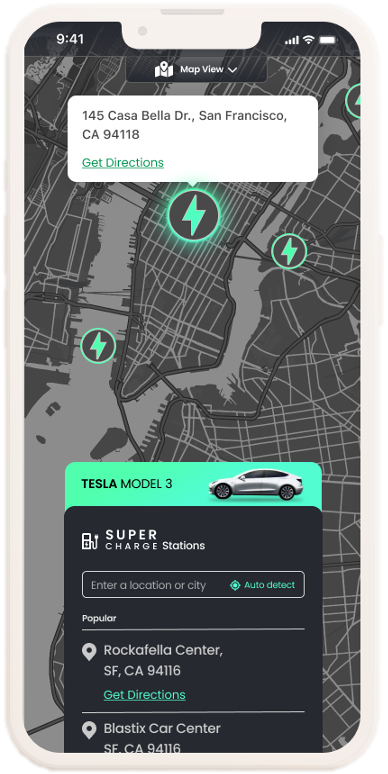 9:41
Map View
145 Casa Bella Dr., San Francisco,
CA 94118
Get Directions
TESLA MODEL 3
SUPER
CHARGE Stations
Enter a location or city Auto detect
Popular
Rockafella Center,
SF, CA 94116
Get Directions
Blastix Car Center
SF, CA 94116